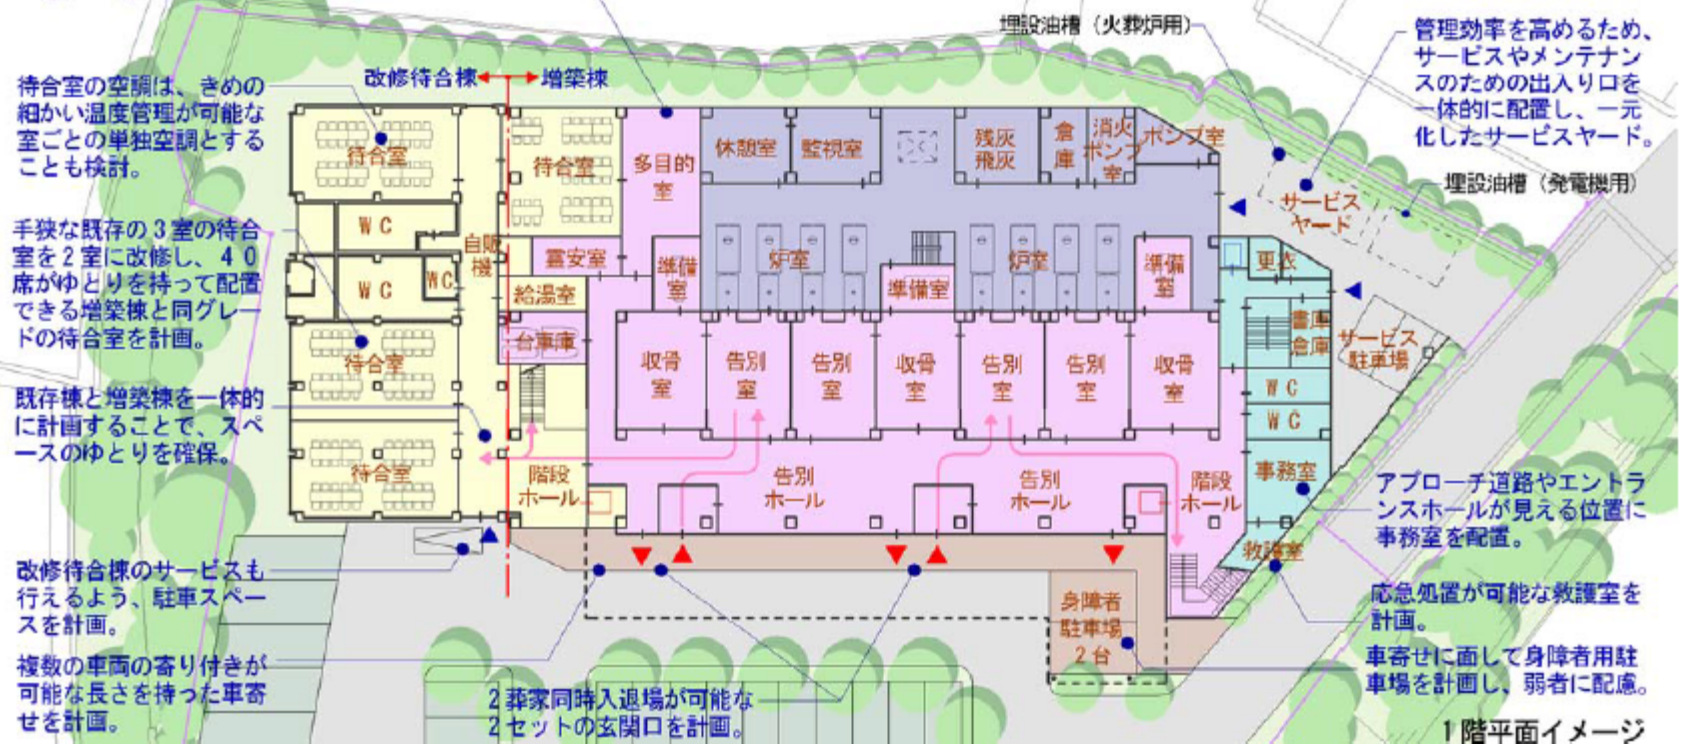 埋設油槽（火葬炉用）
管理効率を高めるため、
サービスやメンテナン
スのための出入り口を
一体的に配置し、一元
化したサービスヤード。
改修待合棟
増築棟
待合室の空調は、きめの
細かい温度管理が可能な
室ごとの単独空調とする
ことも検討。
待合室
待合室
多目的
室
休憩室
監視室
残灰
飛灰
倉
庫
消火
ポンプ
室
ポンプ室
埋設油槽（発電機用）
サービス
ヤード
手狭な既存の３室の待合
室を２室に改修し、４０
席がゆとりを持って配置
できる増築棟と同グレー
ドの待合室を計画。
ＷＣ
自販
機
霊安室
準備
室
炉室
炉室
準備
室
更衣
ＷＣ
ＷＣ
給湯室
準備室
台車庫
書庫
倉庫
サービス
駐車場
待合室
収骨
室
告別
室
告別
室
収骨
室
告別
室
告別
室
収骨
室
ＷＣ
ＷＣ
既存棟と増築棟を一体的
に計画することで、スペ
ースのゆとりを確保。
待合室
階段
ホール
告別
ホール
告別
ホール
階段
ホール
事務室
アプローチ道路やエントラ
ンスホールが見える位置に
事務室を配置。
救護室
改修待合棟のサービスも
行えるよう、駐車スペー
スを計画。
身障者
駐車場
２台
応急処置が可能な救護室を
計画。
複数の車両の寄り付きが
可能な長さを持った車寄
せを計画。
２葬家同時入退場が可能な
２セットの玄関口を計画。
車寄せに面して身障者用駐
車場を計画し、弱者に配慮。
１階平面イメージ